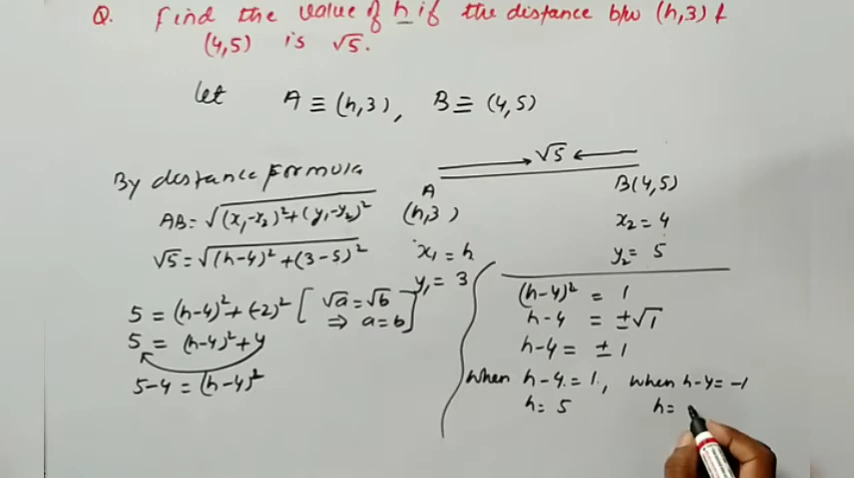 Q. Find the value of h if the distance b/w (h,3) &
(4,5) is √5.
Let A ≡ (h,3), B ≡ (4,5)
By distance formula
AB = √(x₁-x₂)²+(y₁-y₂)²
√5 = √(h-4)²+(3-5)²
5 = (h-4)²+(-2)² [√a = √b
⇒ a = b]
5 = (h-4)²+4
5-4 = (h-4)²
√5
A
(h,3)
x₁ = h
y₁ = 3
B(4,5)
x₂ = 4
y₂ = 5
(h-4)² = 1
h-4 = ±√1
h-4 = ±1
When h-4 = 1, when h-4 = -1
h = 5 h =